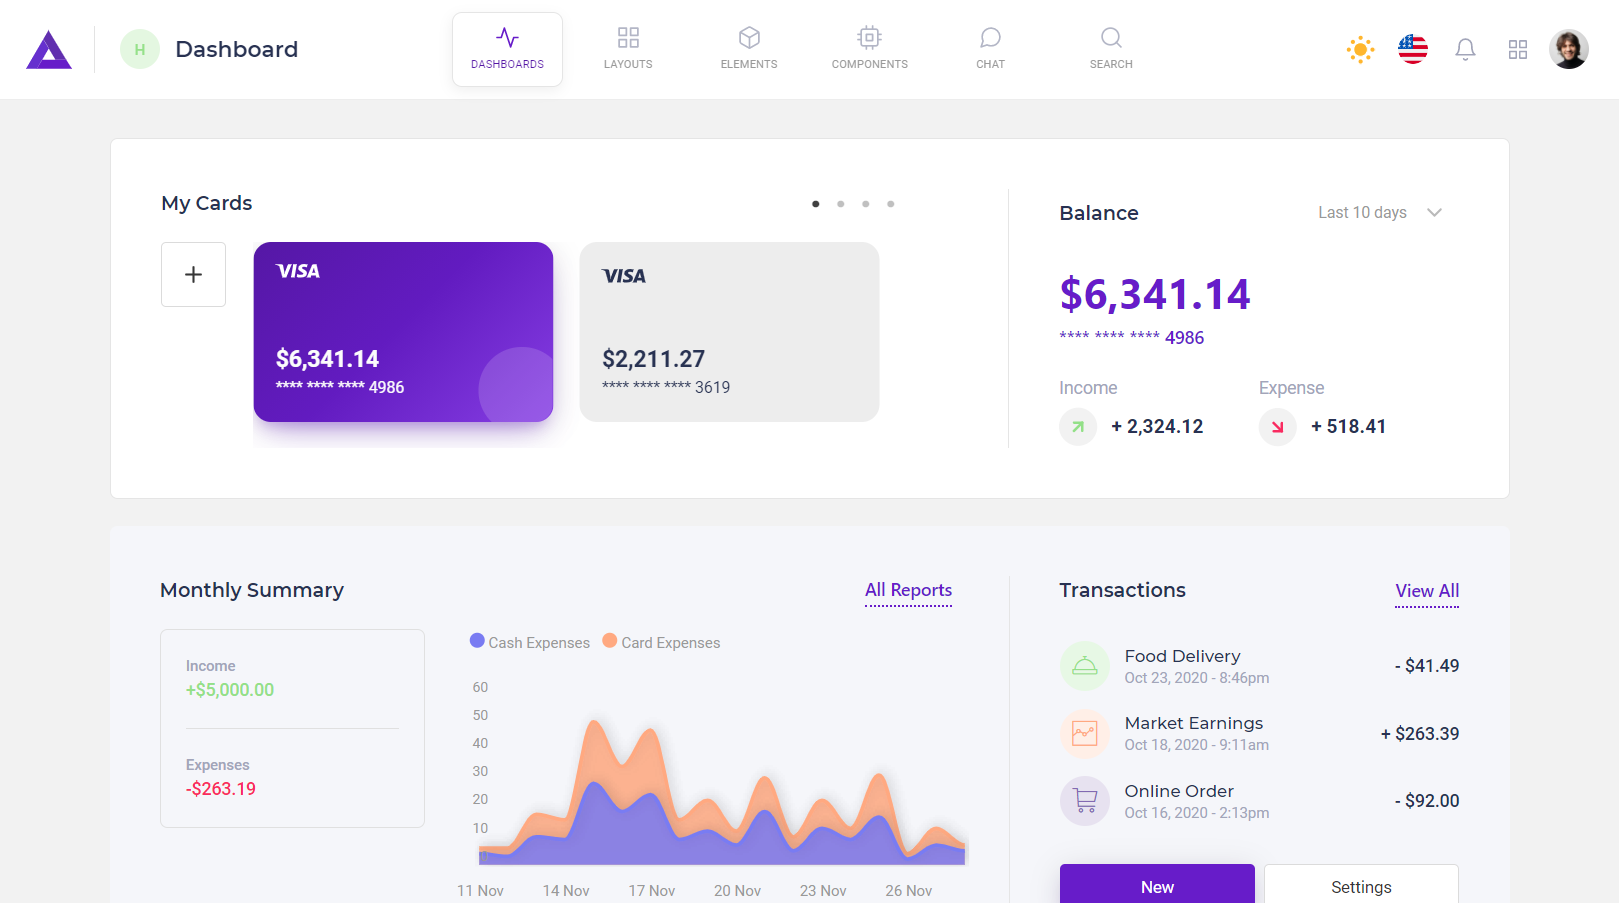 H
Dashboard
DASHBOARDS
LAYOUTS
ELEMENTS
COMPONENTS
CHAT
SEARCH
My Cards
+
VISA
$6,341.14
**** **** **** 4986
VISA
$2,211.27
**** **** **** 3619
Balance
Last 10 days
$6,341.14
**** **** **** 4986
Income
+ 2,324.12
Expense
+ 518.41
Monthly Summary
All Reports
Income
+$5,000.00
Expenses
-$263.19
Cash Expenses
Card Expenses
60
50
40
30
20
10
0
11 Nov
14 Nov
17 Nov
20 Nov
23 Nov
26 Nov
Transactions
View All
Food Delivery
Oct 23, 2020 - 8:46pm
- $41.49
Market Earnings
Oct 18, 2020 - 9:11am
+ $263.39
Online Order
Oct 16, 2020 - 2:13pm
- $92.00
New
Settings